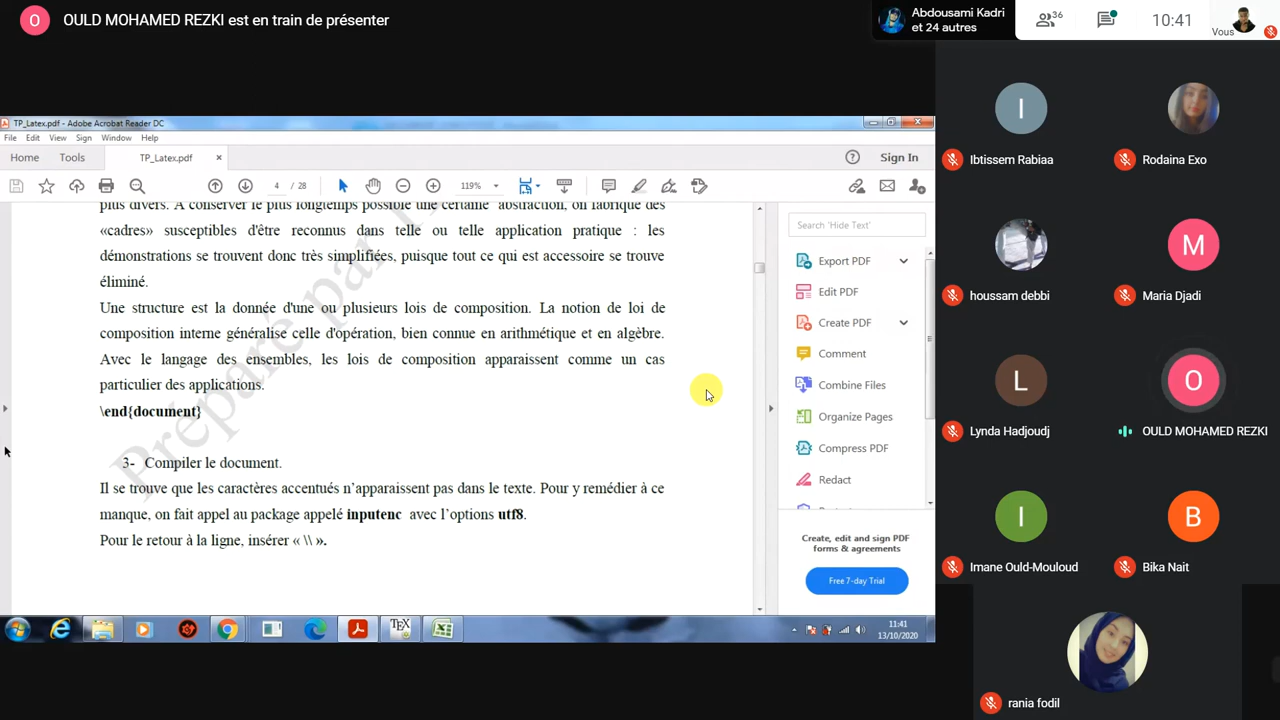 O
OULD MOHAMED REZKI est en train de présenter
Abdousami Kadri
et 24 autres
36
10:41
Vous
TP_Latex.pdf - Adobe Acrobat Reader DC
File Edit View Sign Window Help
Home Tools TP_Latex.pdf × ? Sign In
4 / 28 119%
plus divers. A conserver le plus longtemps possible une certaine abstraction, on fabrique des
«cadres» susceptibles d'être reconnus dans telle ou telle application pratique : les
démonstrations se trouvent donc très simplifiées, puisque tout ce qui est accessoire se trouve
éliminé.
Une structure est la donnée d'une ou plusieurs lois de composition. La notion de loi de
composition interne généralise celle d'opération, bien connue en arithmétique et en algèbre.
Avec le langage des ensembles, les lois de composition apparaissent comme un cas
particulier des applications.
\end{document}
3- Compiler le document.
Il se trouve que les caractères accentués n’apparaissent pas dans le texte. Pour y remédier à ce
manque, on fait appel au package appelé inputenc avec l’options utf8.
Pour le retour à la ligne, insérer « \\ ».
Préparé par
Search 'Hide Text'
Export PDF
Edit PDF
Create PDF
Comment
Combine Files
Organize Pages
Compress PDF
Redact
Create, edit and sign PDF
forms & agreements
Free 7-day Trial
TEX
11:41
13/10/2020
I
Ibtissem Rabiaa
Rodaina Exo
houssam debbi
M
Maria Djadi
L
Lynda Hadjoudj
O
OULD MOHAMED REZKI
I
Imane Ould-Mouloud
B
Bika Nait
rania fodil